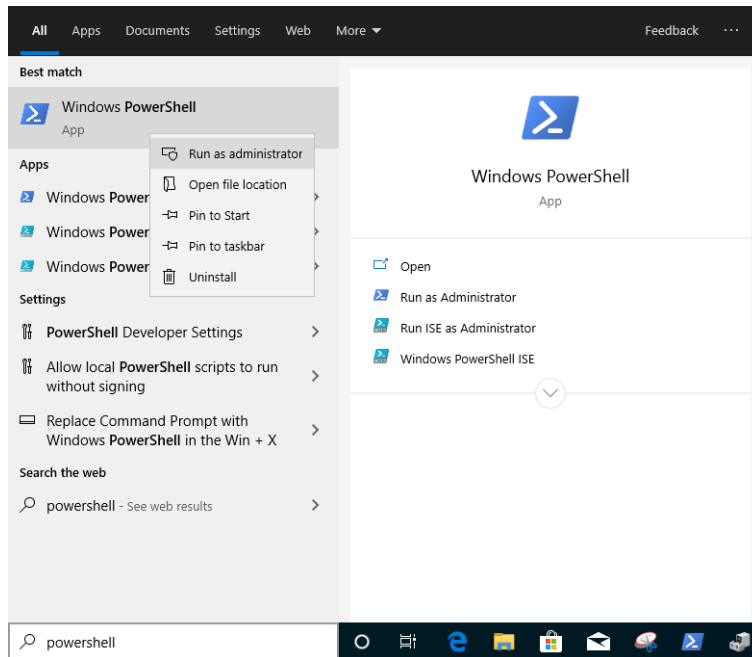 All Apps Documents Settings Web More Feedback ...
Best match
Windows PowerShell
App
Run as administrator
Open file location
Pin to Start
Pin to taskbar
Uninstall
Apps
Windows Power
Windows Power
Windows Power
Settings
PowerShell Developer Settings
Allow local PowerShell scripts to run
without signing
Replace Command Prompt with
Windows PowerShell in the Win + X
Search the web
powershell - See web results
powershell
Windows PowerShell
App
Open
Run as Administrator
Run ISE as Administrator
Windows PowerShell ISE